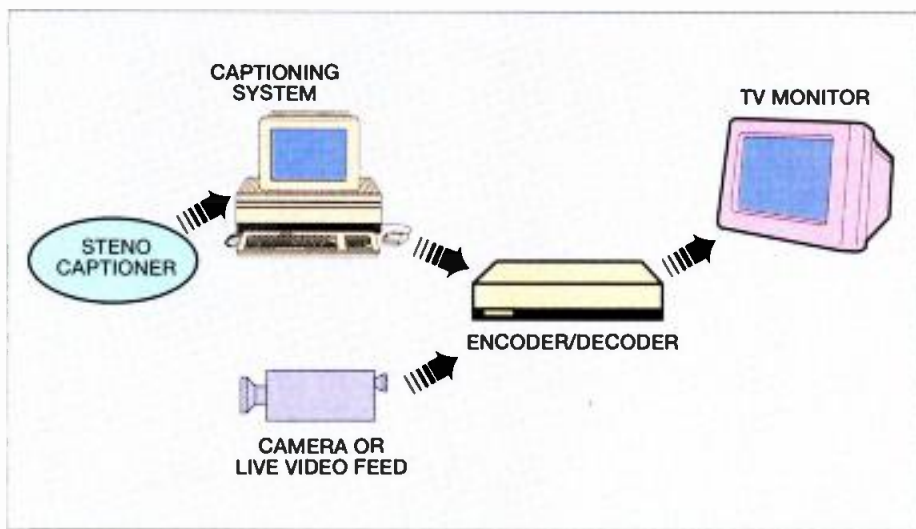 CAPTIONING
SYSTEM
TV MONITOR
STENO
CAPTIONER
ENCODER/DECODER
CAMERA OR
LIVE VIDEO FEED